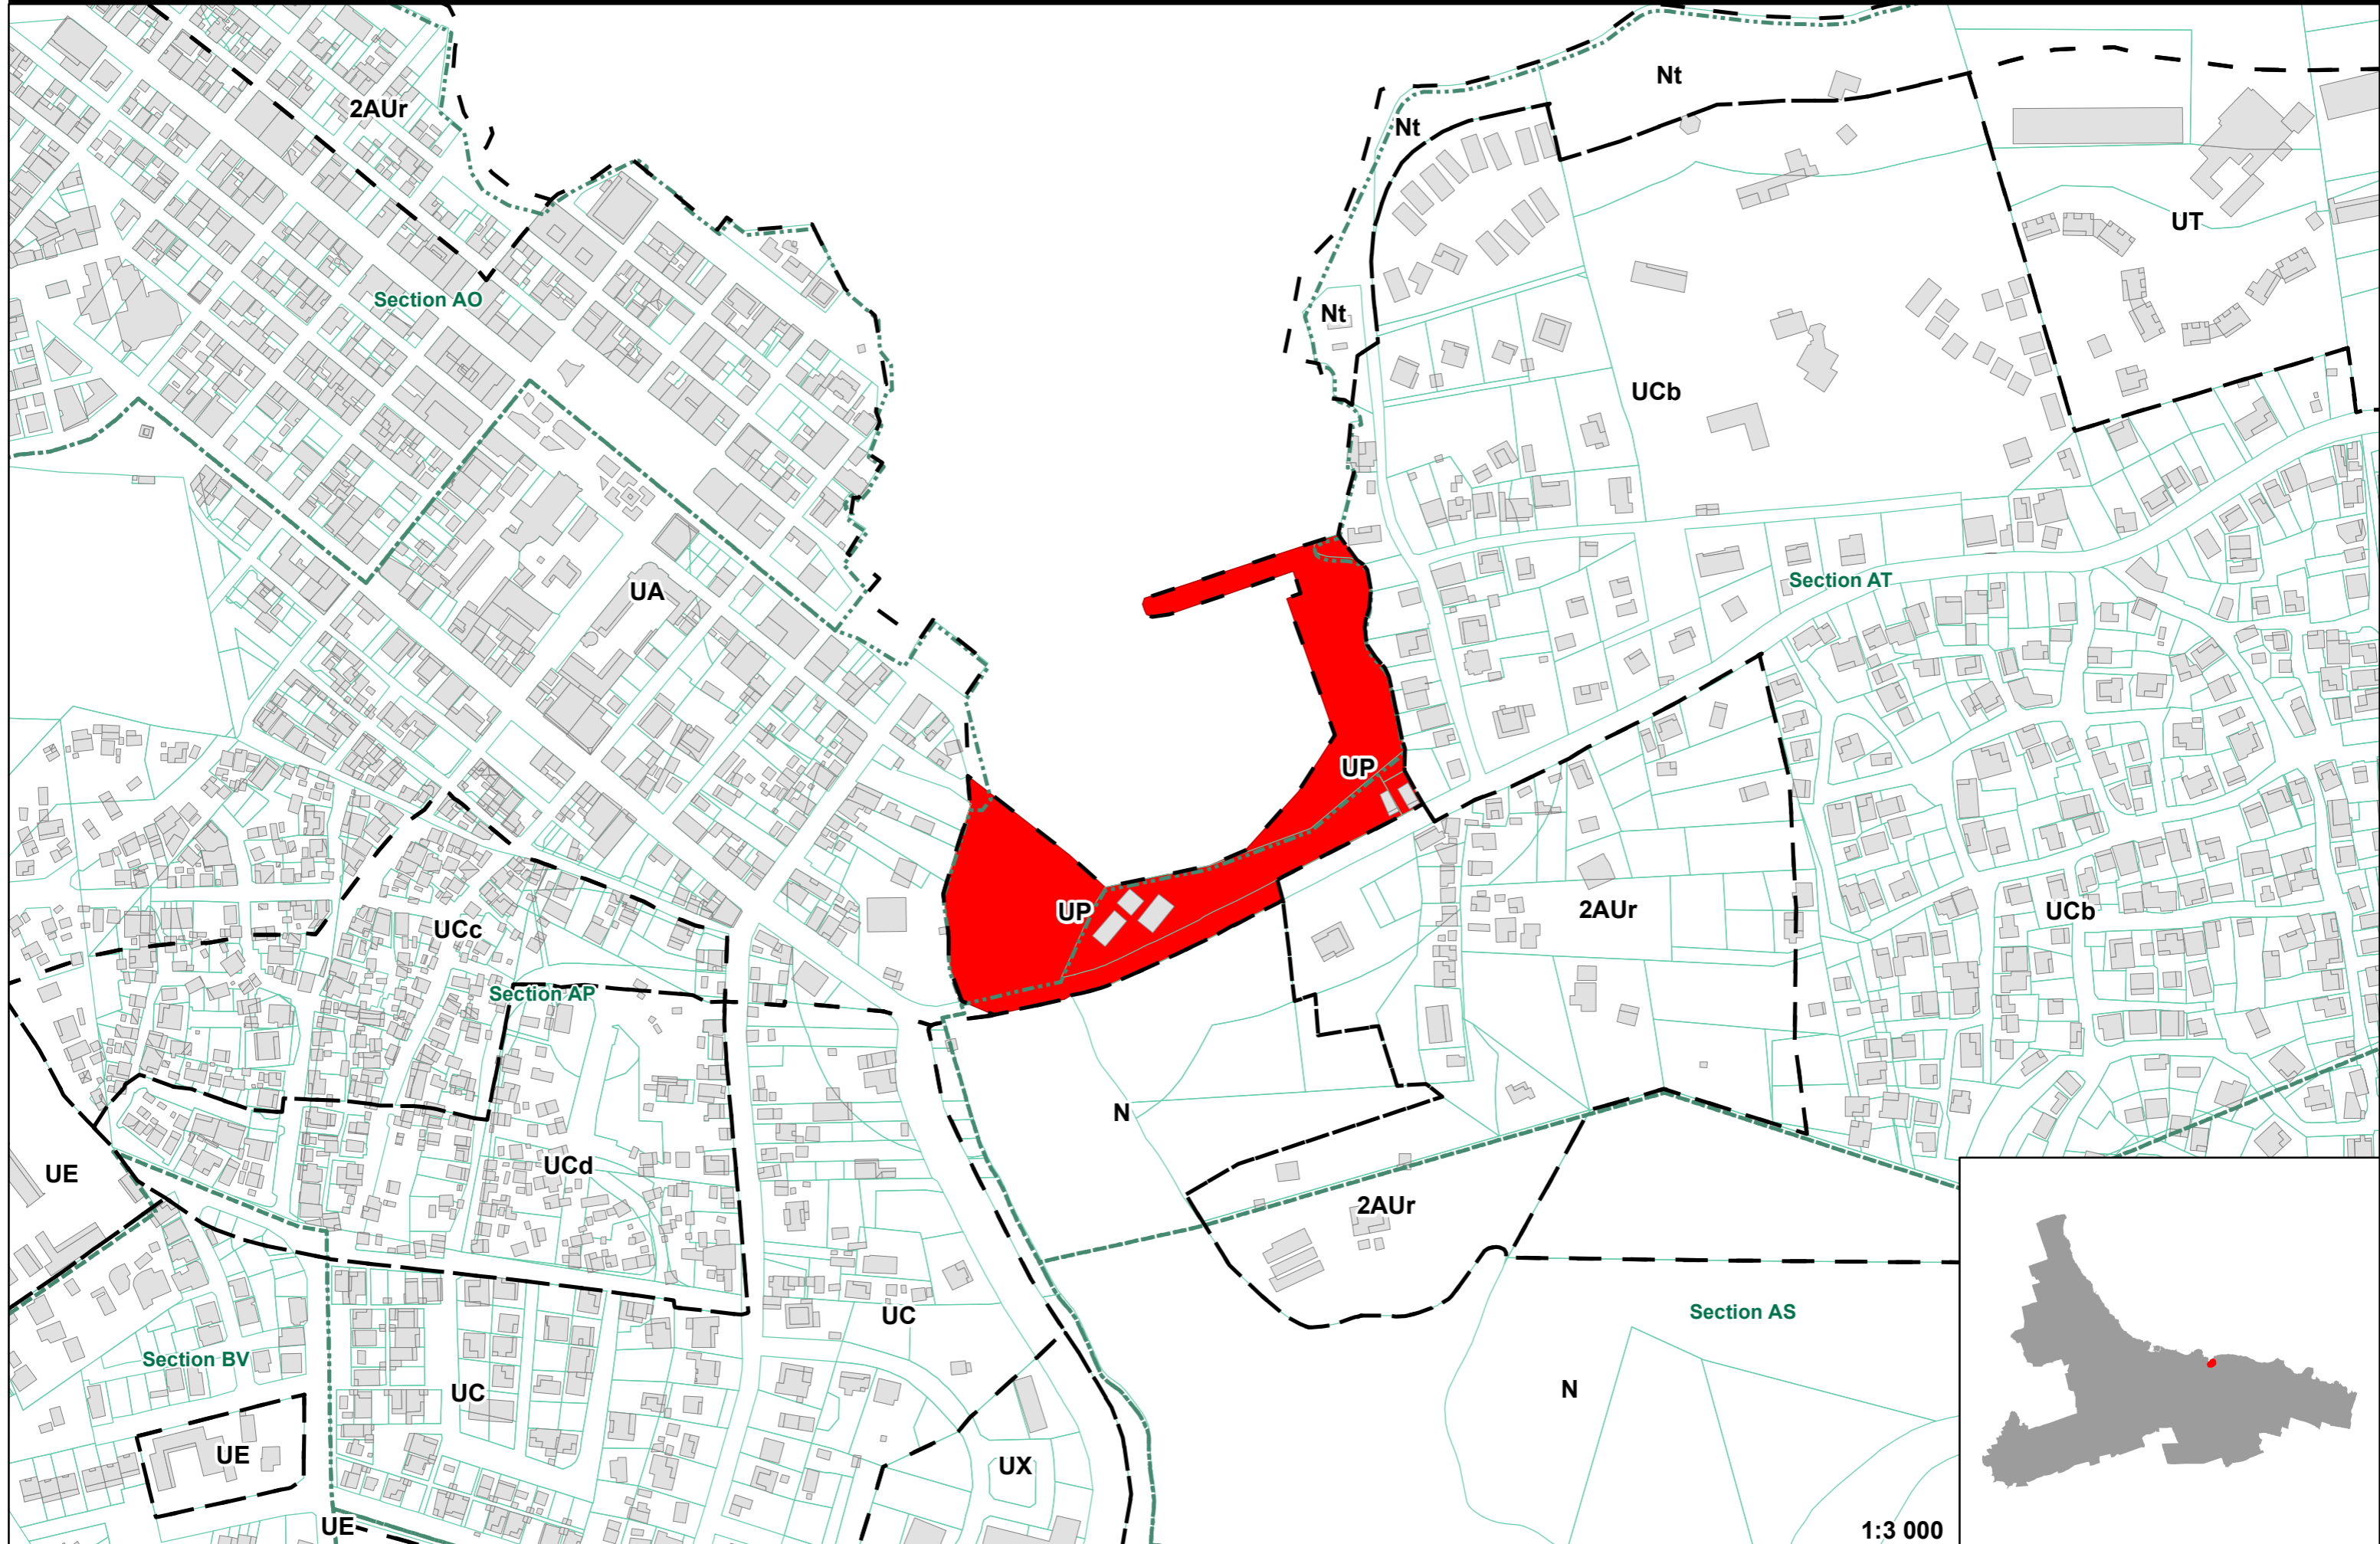 Nt
2AUr
Nt
UT
Section AO
Nt
UCb
Section AT
UA
UP
UP
2AUr
UCb
UCc
Section AP
N
UCd
UE
2AUr
Section AS
UC
Section BV
UC
N
UE
UX
UE
1:3 000